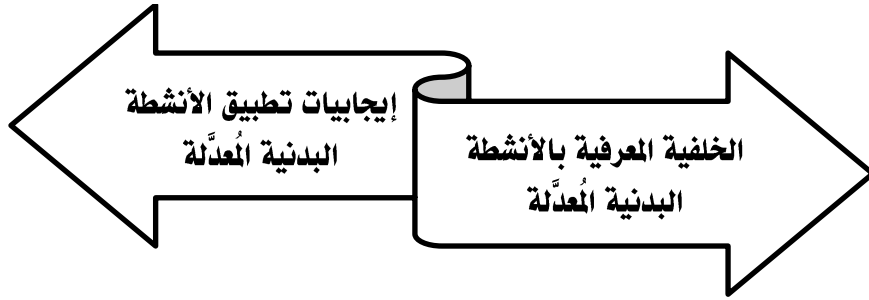 الخلفية المعرفية بالأنشطة
البدنية المُعدَّلة
إيجابيات تطبيق الأنشطة
البدنية المُعدَّلة